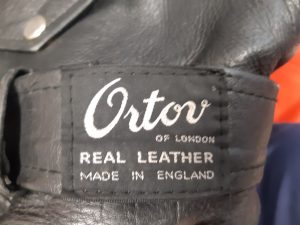 Ortov
OF LONDON
REAL LEATHER
MADE IN ENGLAND